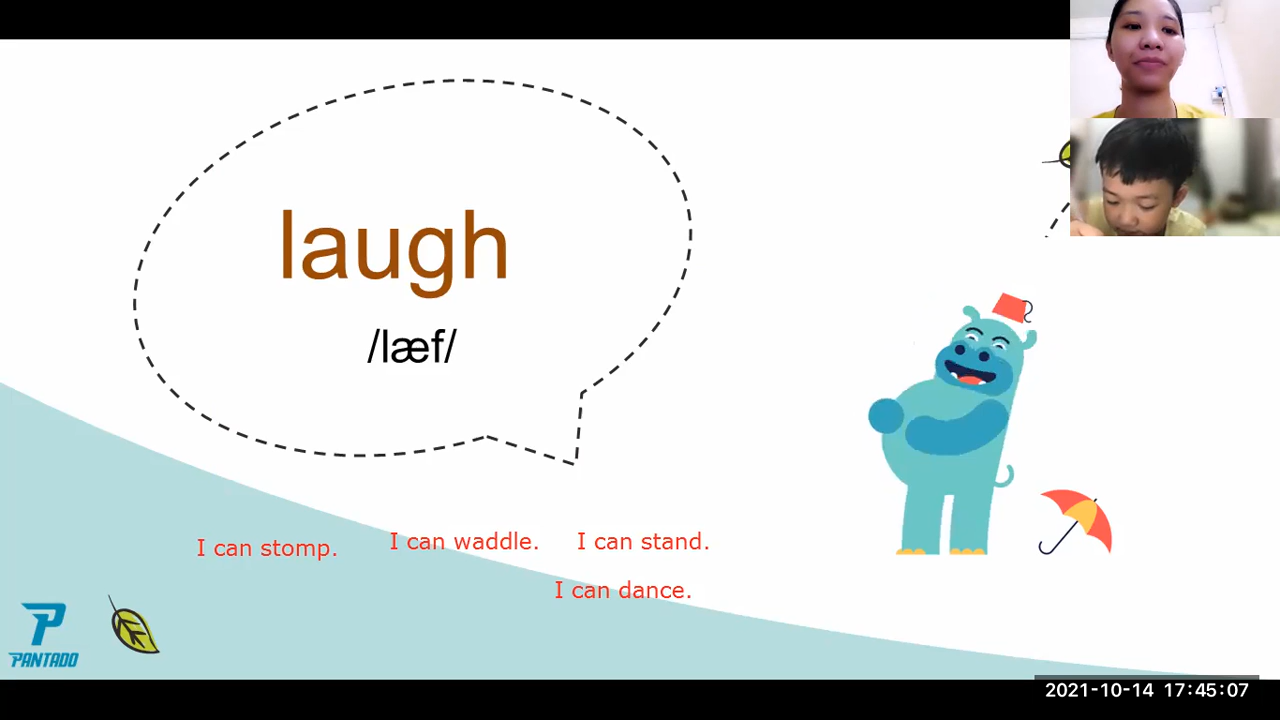 laugh
/læf/
I can stomp.
I can waddle.
I can stand.
I can dance.
PANTADO
2021-10-14 17:45:07